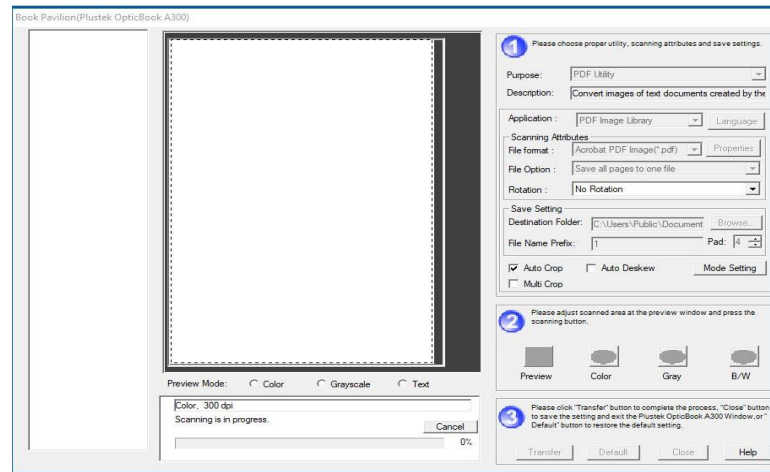 Book Pavilion(Plustek OpticBook A300)
Please choose proper utility, scanning attributes and save settings.
Purpose: PDF Utility
Description: Convert images of text documents created by the
Application : PDF Image Library Language
Scanning Attributes
File format : Acrobat PDF Image(*.pdf) Properties
File Option : Save all pages to one file
Rotation : No Rotation
Save Setting
Destination Folder: C:\Users\Public\Document Browse...
File Name Prefix: 1 Pad: 4
Auto Crop Auto Deskew Mode Setting
Multi Crop
2 Please adjust scanned area at the preview window and press the
scanning button.
Preview Color Gray B/W
Preview Mode: Color Grayscale Text
Color, 300 dpi
Scanning is in progress.
Cancel
0%
3 Please click "Transfer" button to complete the process, "Close" button
to save the setting and exit the Plustek OpticBook A300 Window,or "
Default" button to restore the default setting.
Transfer Default Close Help